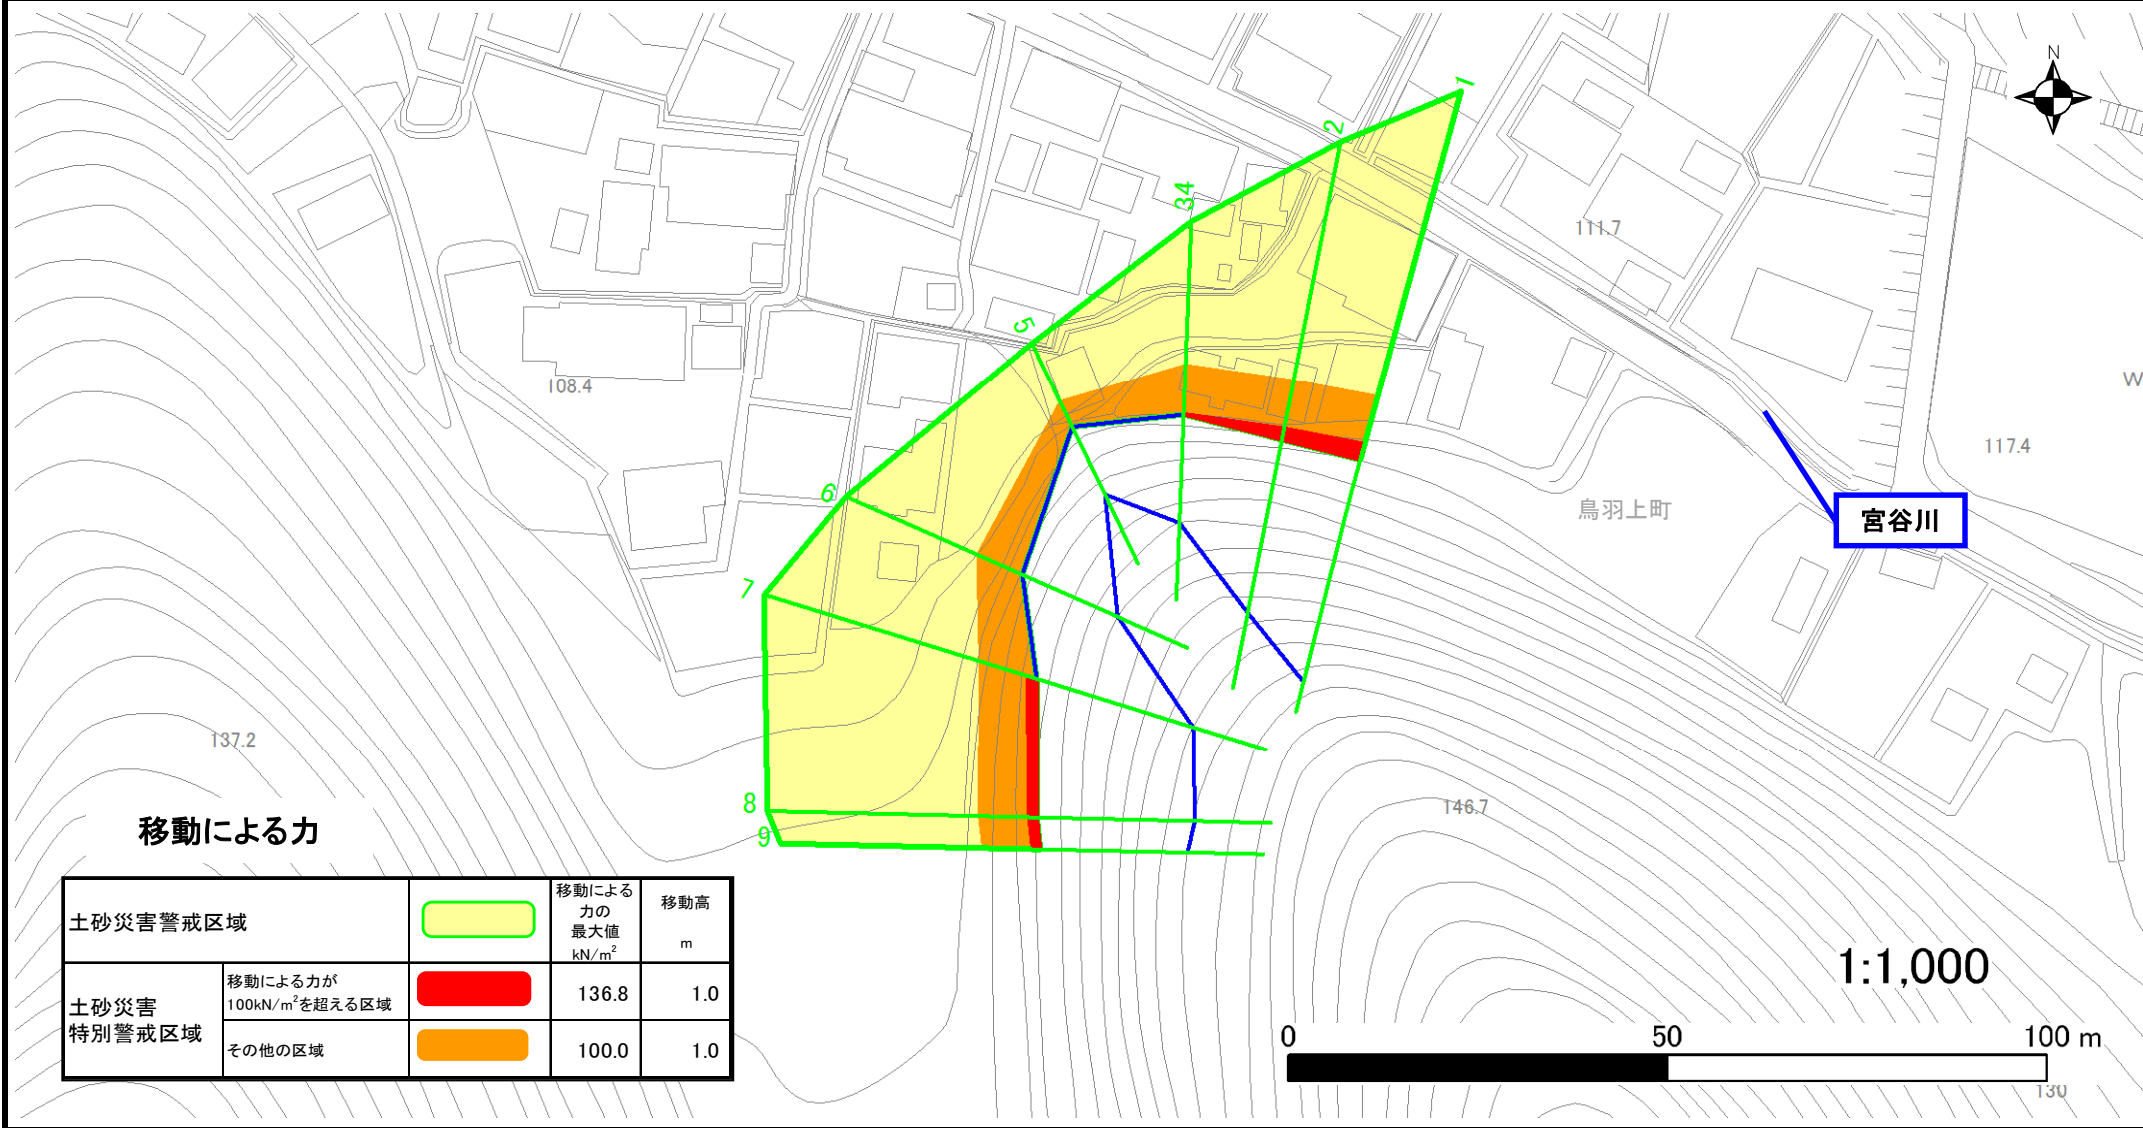 N
1
2
34
5
6
7
8
9
111.7
108.4
117.4
W
鳥羽上町
宮谷川
137.2
146.7
移動による力
土砂災害警戒区域
移動による
力の
最大値
kN/m²
移動高
m
土砂災害
特別警戒区域
移動による力が
100kN/m²を超える区域
136.8
1.0
その他の区域
100.0
1.0
1:1,000
0
50
100 m
130